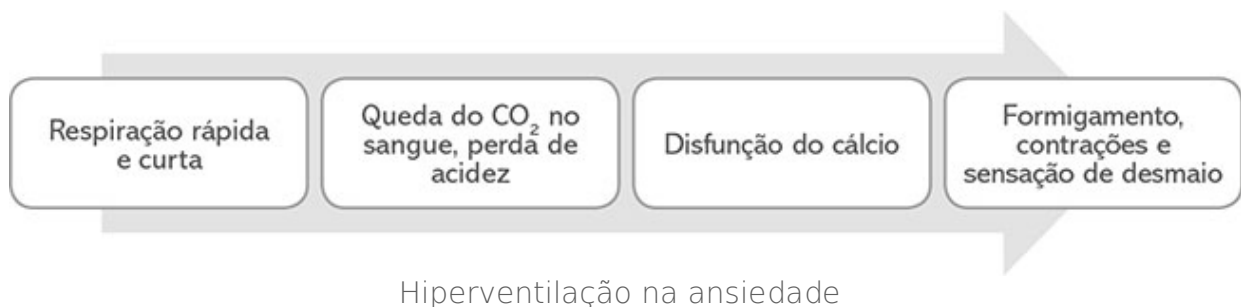 Respiração rápida
e curta
Queda do CO₂ no
sangue, perda de
acidez
Disfunção do cálcio
Formigamento,
contrações e
sensação de desmaio
Hiperventilação na ansiedade